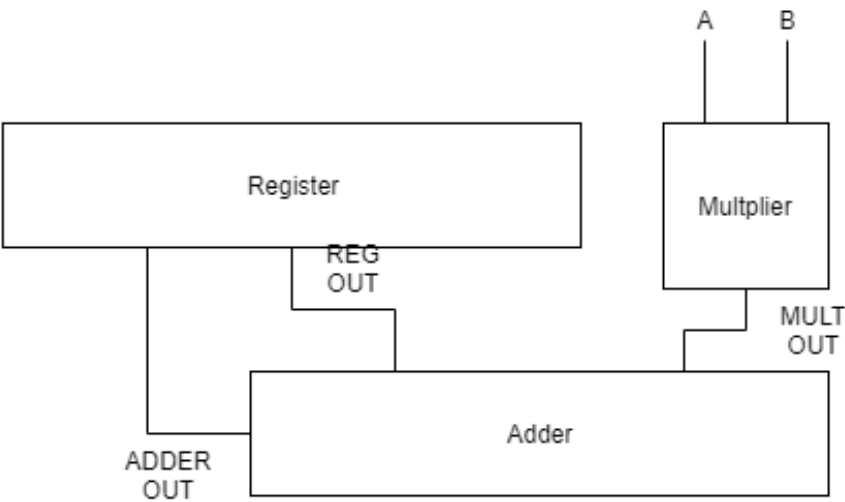 A
B
Register
Multplier
REG
OUT
MULT
OUT
Adder
ADDER
OUT